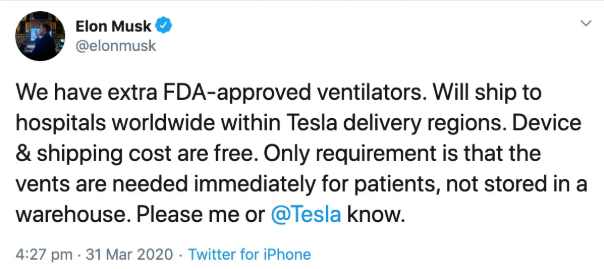 Elon Musk
@elonmusk
We have extra FDA-approved ventilators. Will ship to
hospitals worldwide within Tesla delivery regions. Device
& shipping cost are free. Only requirement is that the
vents are needed immediately for patients, not stored in a
warehouse. Please me or @Tesla know.
4:27 pm · 31 Mar 2020 · Twitter for iPhone